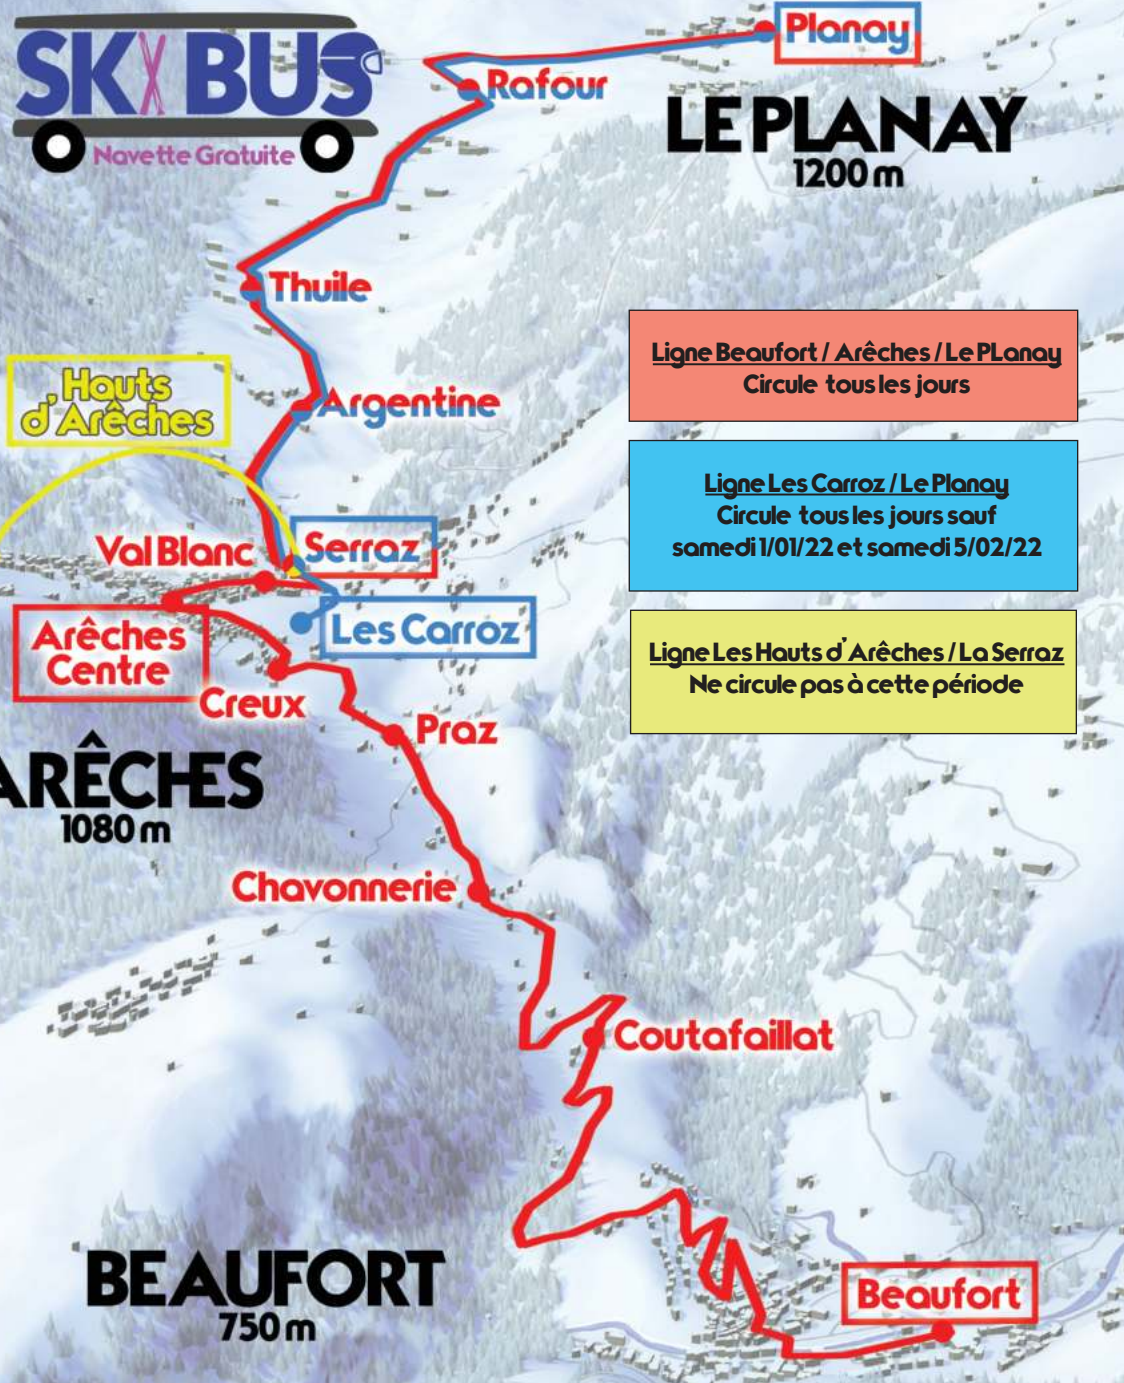 SKI BUS
Navette Gratuite
Planay
Rafour
LE PLANAY
1200 m
Thuile
Ligne Beaufort / Arêches / Le PLanay
Circule tous les jours
Hauts
d'Arêches
Argentine
Ligne Les Carroz / Le Planay
Circule tous les jours sauf
samedi 1/01/22 et samedi 5/02/22
Val Blanc
Serraz
Les Carroz
Arêches
Centre
Ligne Les Hauts d'Arêches / La Serraz
Ne circule pas à cette période
Creux
Praz
ARÊCHES
1080 m
Chavonnerie
Coutafaillat
BEAUFORT
750 m
Beaufort